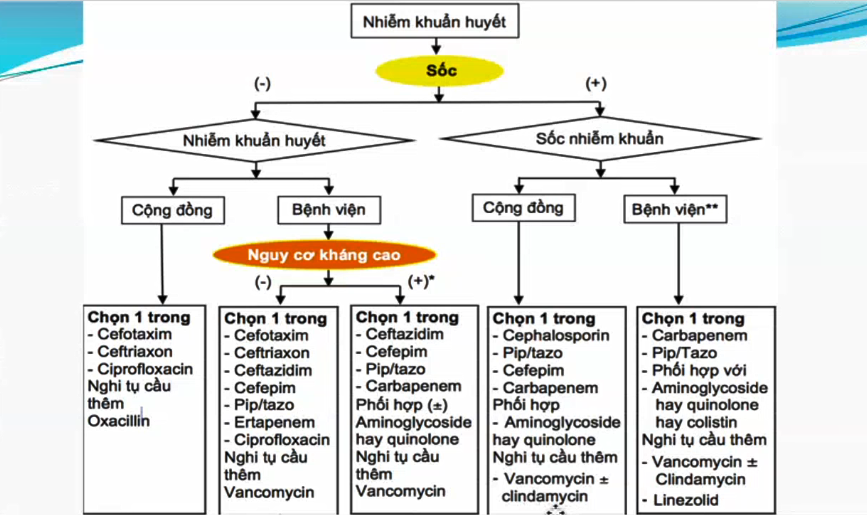 Nhiễm khuẩn huyết
Sốc
(-)
(+)
Nhiễm khuẩn huyết
Sốc nhiễm khuẩn
Cộng đồng
Bệnh viện
Cộng đồng
Bệnh viện**
Nguy cơ kháng cao
(-)
(+)*
Chọn 1 trong
- Cefotaxim
- Ceftriaxon
- Ciprofloxacin
Nghi tụ cầu
thêm
Oxacillin
Chọn 1 trong
- Cefotaxim
- Ceftriaxon
- Ceftazidim
- Cefepim
- Pip/tazo
- Ertapenem
- Ciprofloxacin
Nghi tụ cầu
thêm
Vancomycin
Chọn 1 trong
- Ceftazidim
- Cefepim
- Pip/tazo
- Carbapenem
Phối hợp (±)
Aminoglycoside
hay quinolone
Nghi tụ cầu
thêm
Vancomycin
Chọn 1 trong
- Cephalosporin
- Pip/tazo
- Cefepim
- Carbapenem
Phối hợp
- Aminoglycoside
hay quinolone
Nghi tụ cầu thêm
- Vancomycin ±
clindamycin
Chọn 1 trong
- Carbapenem
- Pip/Tazo
- Phối hợp với
- Aminoglycoside
hay quinolone
hay colistin
Nghi tụ cầu thêm
- Vancomycin ±
Clindamycin
- Linezolid